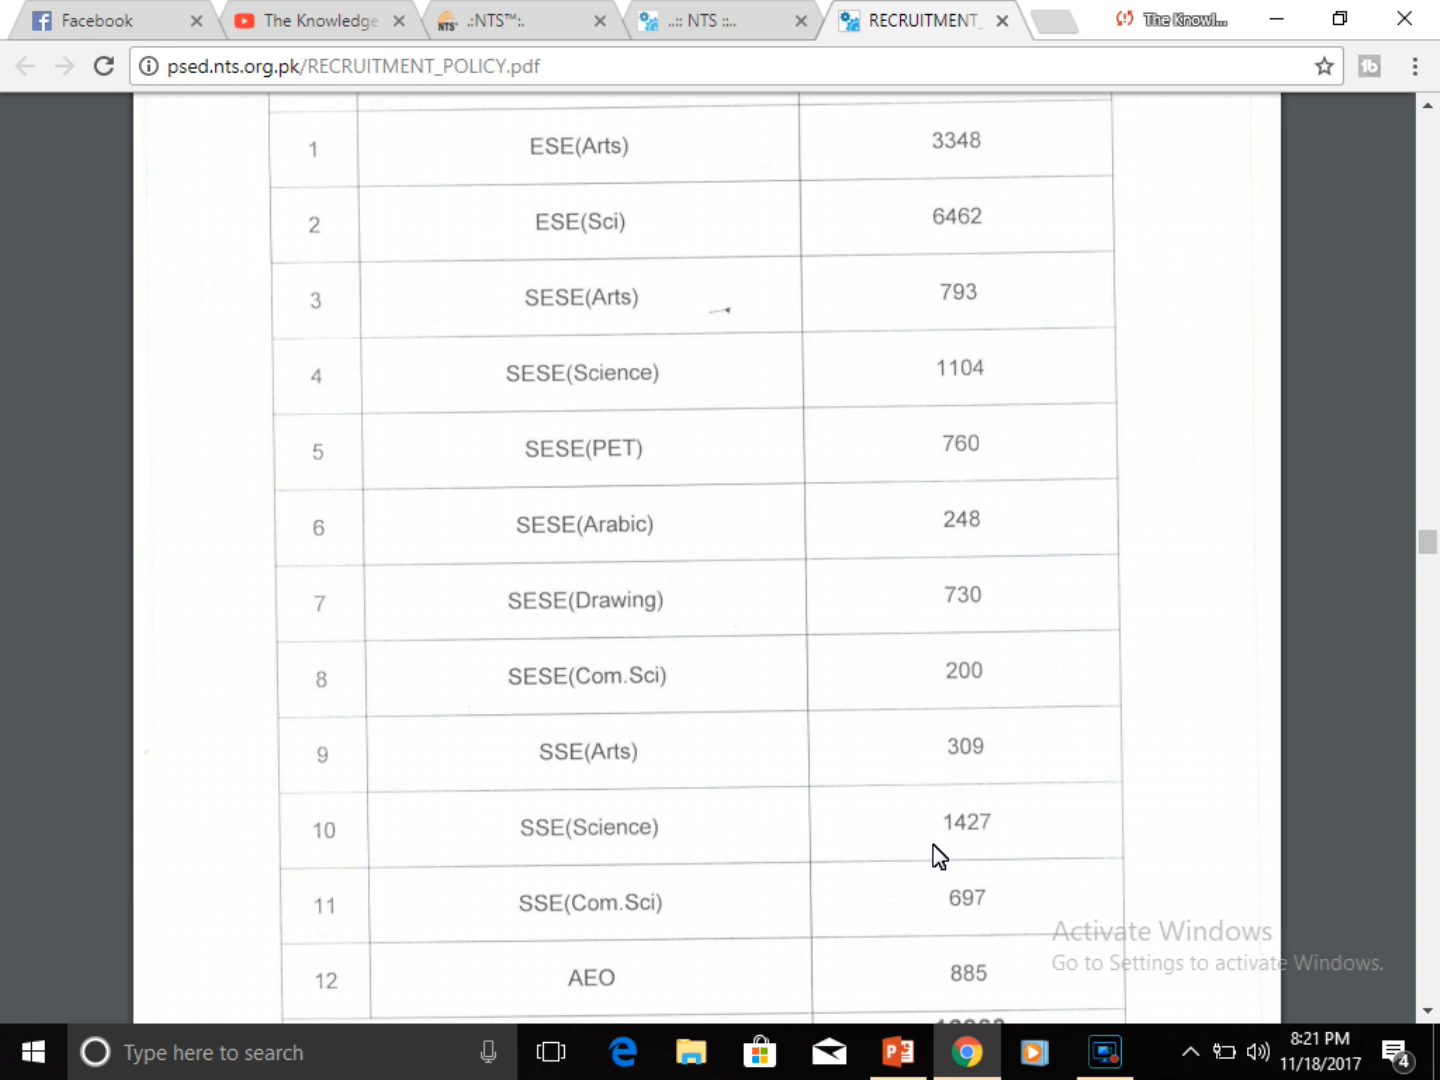 Facebook
The Knowledge
.:NTS™:.
..:: NTS ::..
RECRUITMENT_
The Knowl...
psed.nts.org.pk/RECRUITMENT_POLICY.pdf
1 ESE(Arts) 3348
2 ESE(Sci) 6462
3 SESE(Arts) 793
4 SESE(Science) 1104
5 SESE(PET) 760
6 SESE(Arabic) 248
7 SESE(Drawing) 730
8 SESE(Com.Sci) 200
9 SSE(Arts) 309
10 SSE(Science) 1427
11 SSE(Com.Sci) 697
12 AEO 885
Activate Windows
Go to Settings to activate Windows.
Type here to search
8:21 PM
11/18/2017
4